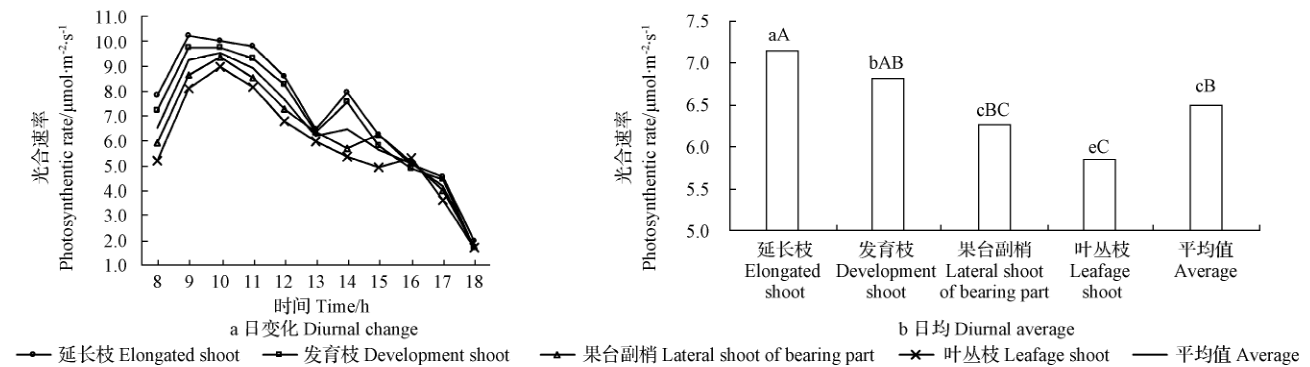 光合速率
Photosynthentic rate/μmol·m⁻²·s⁻¹
11.0
10.0
9.0
8.0
7.0
6.0
5.0
4.0
3.0
2.0
1.0
8 9 10 11 12 13 14 15 16 17 18
时间 Time/h
a 日变化 Diurnal change
光合速率
Photosynthentic rate/μmol·m⁻²·s⁻¹
7.5
7.0
6.5
6.0
5.5
5.0
aA
bAB
cBC
eC
cB
延长枝 发育枝 果台副梢 叶丛枝 平均值
Elongated Development Lateral shoot Leafage Average
shoot shoot of bearing part shoot
b 日均 Diurnal average
延长枝 Elongated shoot 发育枝 Development shoot 果台副梢 Lateral shoot of bearing part 叶丛枝 Leafage shoot 平均值 Average